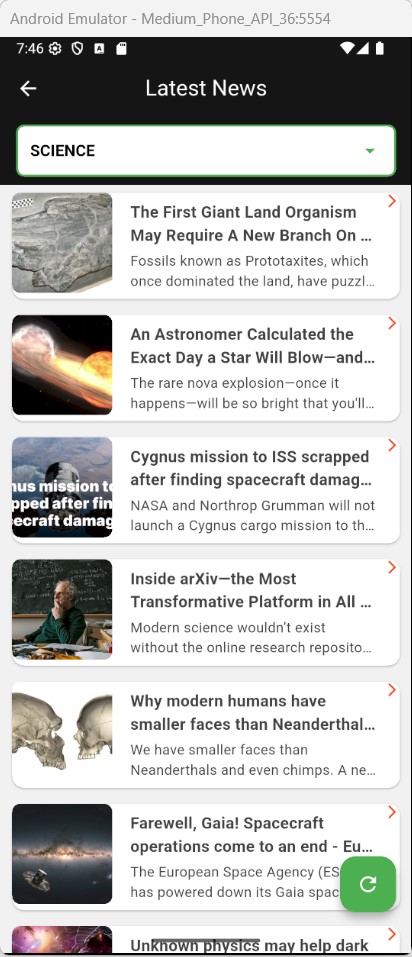 Android Emulator - Medium_Phone_API_36:5554
7:46
Latest News
SCIENCE
The First Giant Land Organism
May Require A New Branch On ...
Fossils known as Prototaxites, which
once dominated the land, have puzzl...
An Astronomer Calculated the
Exact Day a Star Will Blow—and...
The rare nova explosion—once it
happens—will be so bright that you'll...
nus mission to
pped after fin
ecraft damag
Cygnus mission to ISS scrapped
after finding spacecraft damag...
NASA and Northrop Grumman will not
launch a Cygnus cargo mission to th...
Inside arXiv—the Most
Transformative Platform in All ...
Modern science wouldn't exist
without the online research reposito...
Why modern humans have
smaller faces than Neanderthal...
We have smaller faces than
Neanderthals and even chimps. A ne...
Farewell, Gaia! Spacecraft
operations come to an end - Eu...
The European Space Agency (ES
has powered down its Gaia spac
Unknown physics may help dark